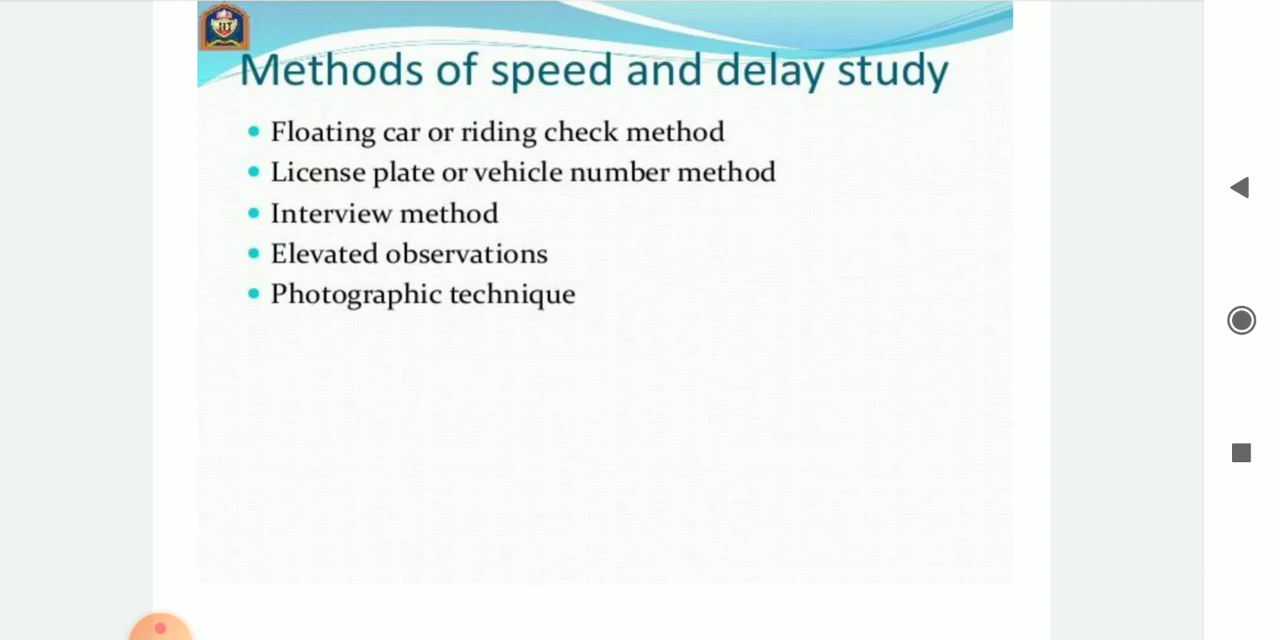 Methods of speed and delay study
Floating car or riding check method
License plate or vehicle number method
Interview method
Elevated observations
Photographic technique